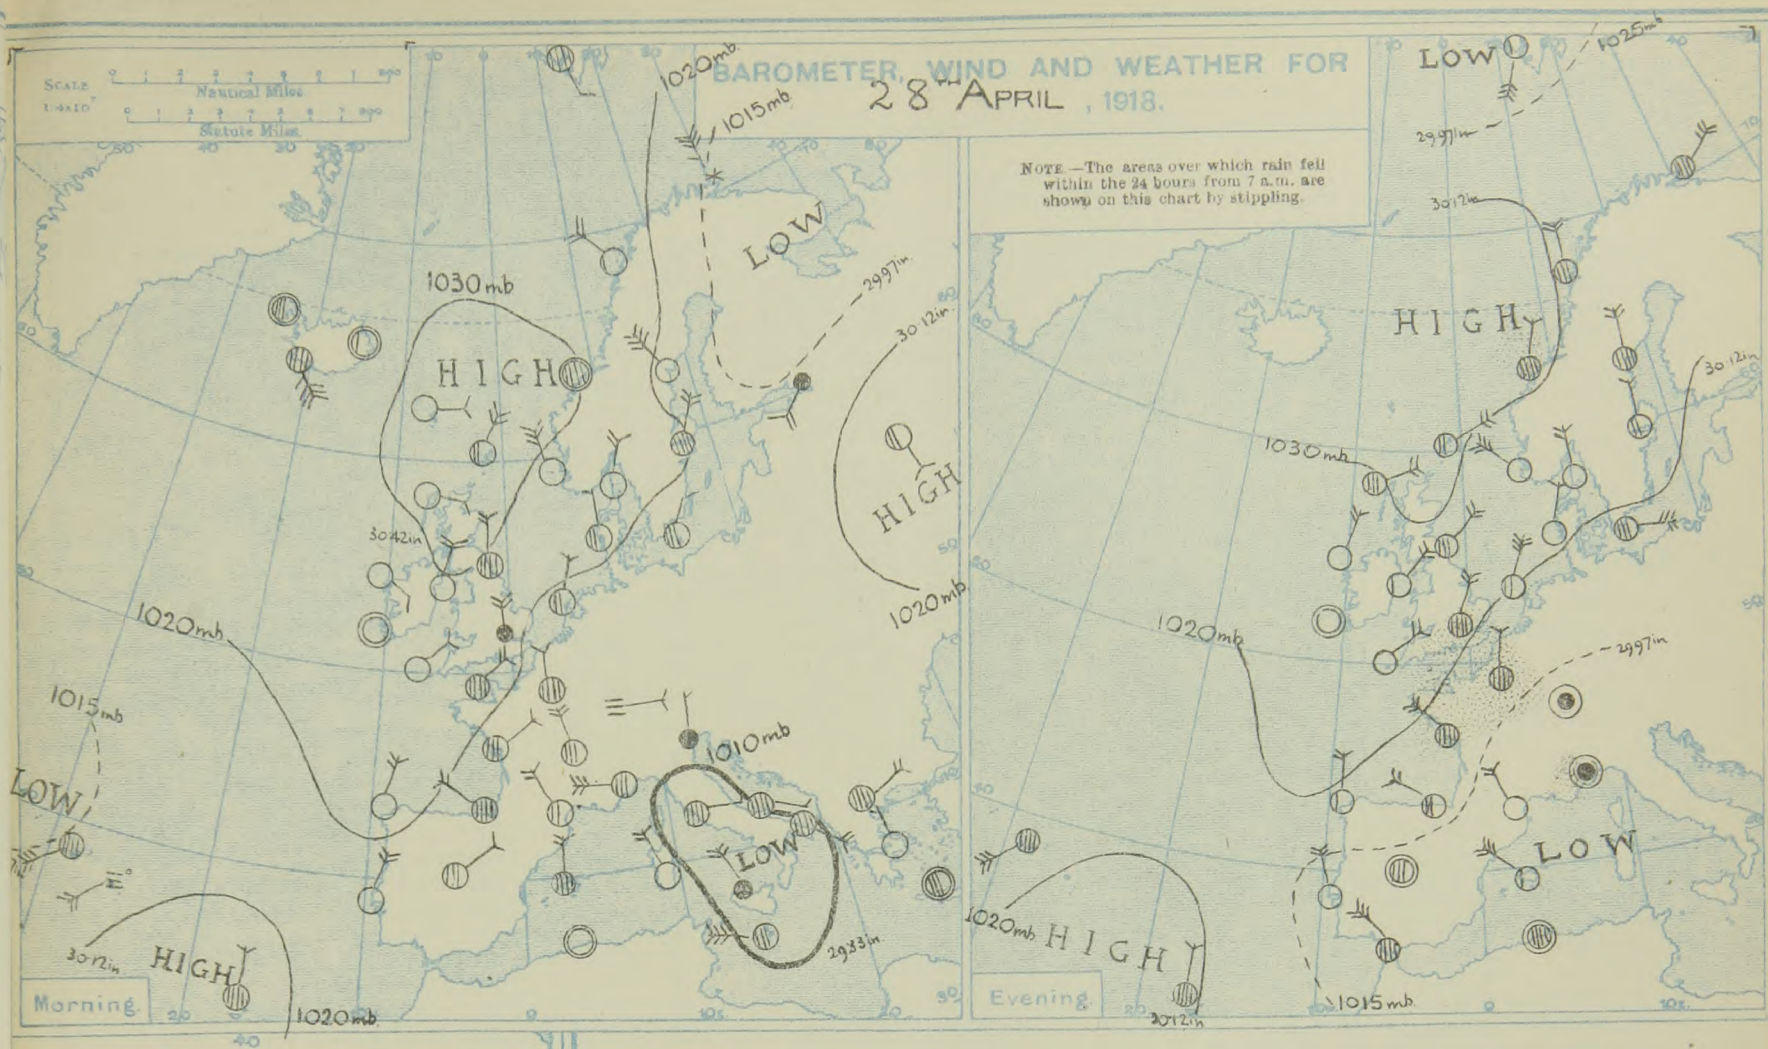 BAROMETER, WIND AND WEATHER FOR
28TH APRIL, 1918.
SCALE
Nautical Miles
Statute Miles
NOTE.—The areas over which rain fell
within the 24 hours from 7 a.m. are
shown on this chart by stippling.
1020mb
1015mb
LOW
29.97in
30.12in
1030mb
HIGH
HIGH
1020mb
30.42in
1020mb
1015mb
LOW
1010mb
LOW
29.83in
30.12in
HIGH
1020mb
Morning
LOW
1025mb
29.97in
30.12in
HIGH
30.12in
1030mb
1020mb
29.97in
LOW
1020mb
HIGH
30.12in
1015mb
Evening